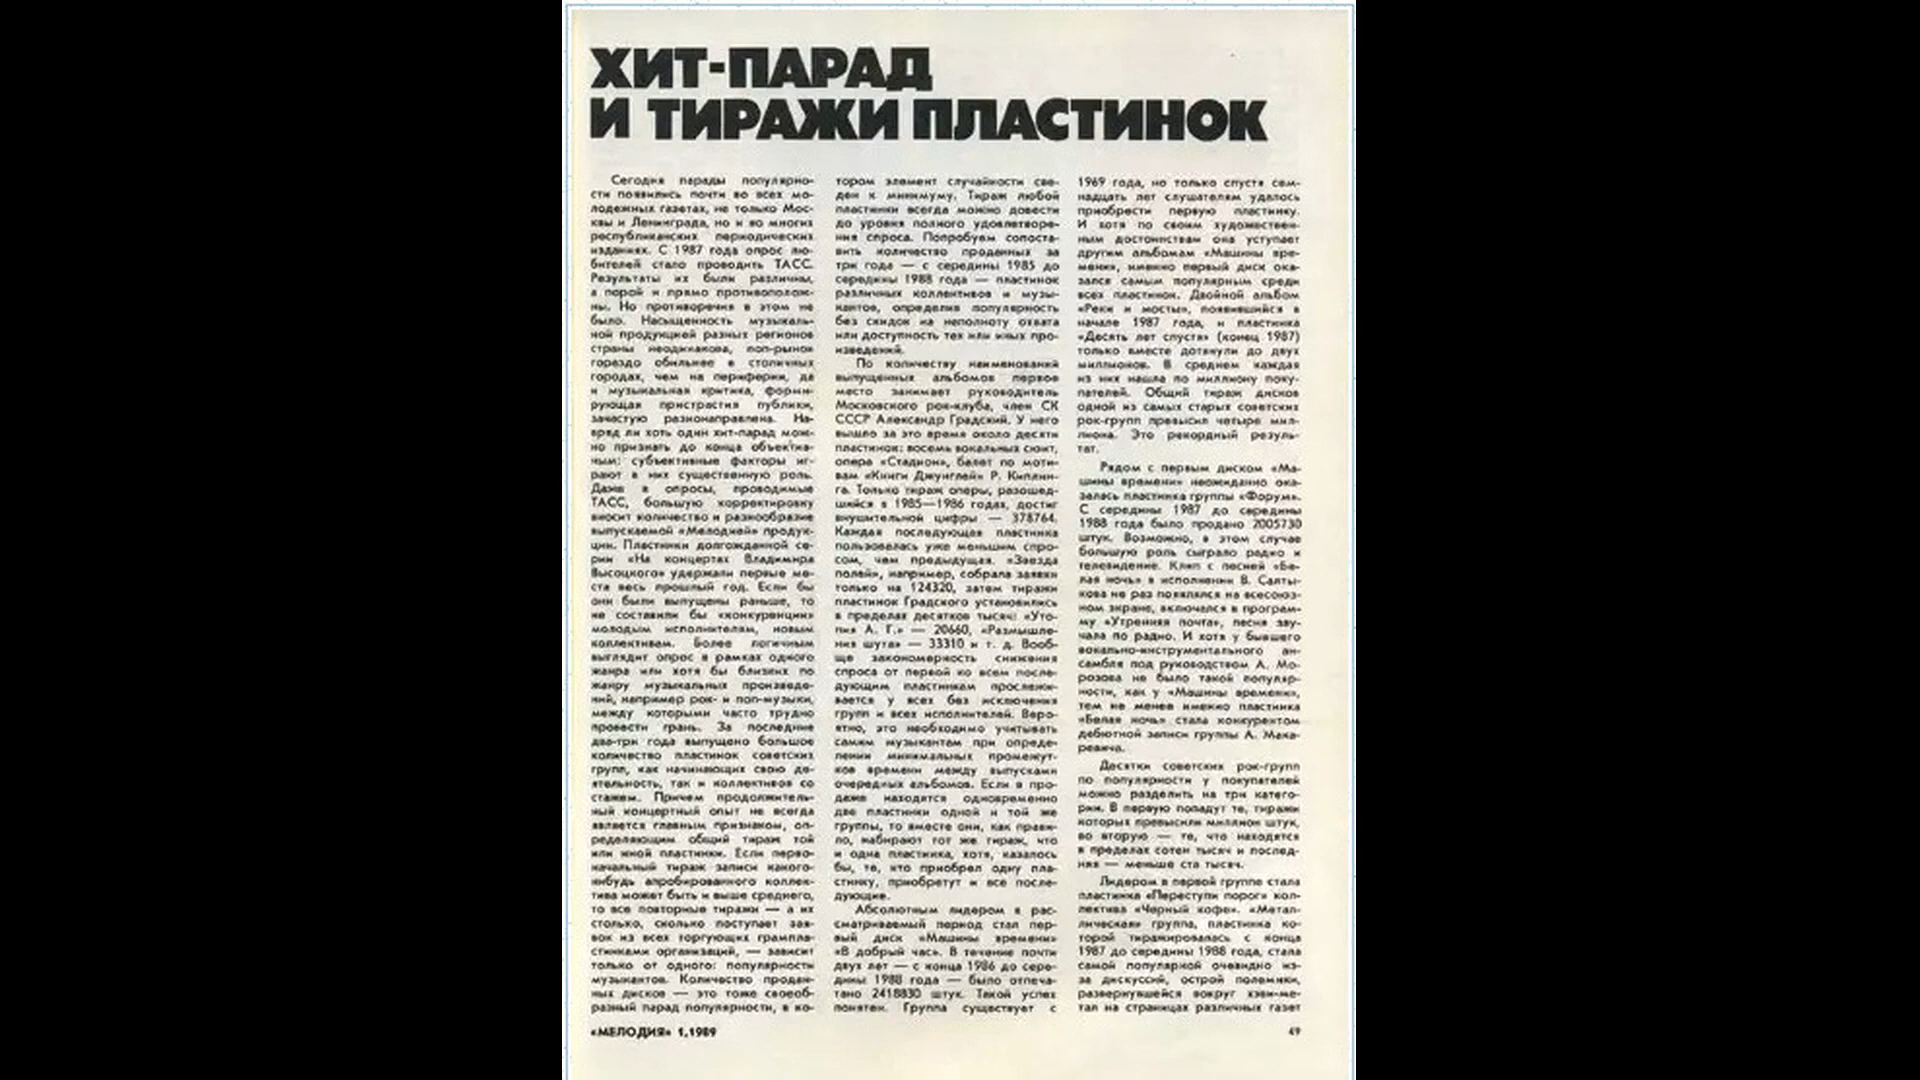 ХИТ-ПАРАД
И ТИРАЖИ ПЛАСТИНОК
Сегодня парады популярно-
сти появились почти во всех мо-
лодежных газетах, не только Мос-
квы и Ленинграда, но и во многих
республиканских периодических
изданиях. С 1987 года опрос лю-
бителей стало проводить ТАСС.
Результаты их были различны,
а порой и прямо противополож-
ны. Но противоречия в этом не
было. Насыщенность музыкаль-
ной продукцией разных регионов
страны неодинакова, поп-рынок
гораздо обильнее в столичных
городах, чем на периферии, да
и музыкальная критика, форми-
рующая пристрастия публики,
зачастую разнонаправлена. На-
вряд ли хоть один хит-парад мож-
но признать до конца объектив-
ным: субъективные факторы иг-
рают в них существенную роль.
Даже в опросы, проводимые
ТАСС, большую корректировку
вносит количество и разнообразие
выпускаемой «Мелодией» продук-
ции. Пластинки долгожданной се-
рии «На концертах Владимира
Высоцкого» удержали первые ме-
ста весь прошлый год. Если бы
они были выпущены раньше, то
не составили бы «конкуренции»
молодым исполнителям, новым
коллективам. Более логичным
выглядит опрос в рамках одного
жанра или хотя бы близких по
жанру музыкальных произведе-
ний, например рок- и поп-музыки,
между которыми часто трудно
провести грань. За последние
два-три года выпущено большое
количество пластинок советских
групп, как начинающих свою де-
ятельность, так и коллективов со
стажем. Причем продолжитель-
ный концертный опыт не всегда
является главным признаком, оп-
ределяющим общий тираж той
или иной пластинки. Если перво-
начальный тираж записи какого-
нибудь апробированного коллек-
тива может быть и выше среднего,
то все повторные тиражи — а их
столько, сколько поступает зая-
вок из всех торгующих грампла-
стинками организаций, — зависят
только от одного: популярности
музыкантов. Количество продан-
ных дисков — это тоже своеоб-
разный парад популярности, в ко-
тором элемент случайности све-
ден к минимуму. Тираж любой
пластинки всегда можно довести
до уровня полного удовлетворе-
ния спроса. Попробуем сопоста-
вить количество проданных за
три года — с середины 1985 до
середины 1988 года — пластинок
различных коллективов и музы-
кантов, определив популярность
без скидок на неполноту охвата
или доступность тех или иных про-
изведений.
По количеству наименований
выпущенных альбомов первое
место занимает руководитель
Московского рок-клуба, член СК
СССР Александр Градский. У него
вышло за это время около десяти
пластинок: восемь вокальных сюит,
опера «Стадион», балет по моти-
вам «Книги Джунглей» Р. Киплин-
га. Только тираж оперы, разошед-
шийся в 1985—1986 годах, достиг
внушительной цифры — 378764.
Каждая последующая пластинка
пользовалась уже меньшим спро-
сом, чем предыдущая. «Звезда
полей», например, собрала заявки
только на 124320, затем тиражи
пластинок Градского установились
в пределах десятков тысяч: «Уто-
пия А. Г.» — 20660, «Размышле-
ния шута» — 33310 и т. д. Вооб-
ще закономерность снижения
спроса от первой ко всем после-
дующим пластинкам прослежи-
вается у всех без исключения
групп и всех исполнителей. Веро-
ятно, это необходимо учитывать
самим музыкантам при опреде-
лении минимальных промежут-
ков времени между выпусками
очередных альбомов. Если в про-
даже находятся одновременно
две пластинки одной и той же
группы, то вместе они, как прави-
ло, набирают тот же тираж, что
и одна пластинка, хотя, казалось
бы, те, кто приобрел одну пла-
стинку, приобретут и все после-
дующие.
Абсолютным лидером в рас-
сматриваемый период стал пер-
вый диск «Машины времени»
«В добрый час». В течение почти
двух лет — с конца 1986 до сере-
дины 1988 года — было отпеча-
тано 2418830 штук. Такой успех
понятен. Группа существует с
1969 года, но только спустя сем-
надцать лет слушателям удалось
приобрести первую пластинку.
И хотя по своим художествен-
ным достоинствам она уступает
другим альбомам «Машины вре-
мени», именно первый диск ока-
зался самым популярным среди
всех пластинок. Двойной альбом
«Реки и мосты», появившийся в
начале 1987 года, и пластинка
«Десять лет спустя» (конец 1987)
только вместе дотянули до двух
миллионов. В среднем каждая
из них нашла по миллиону поку-
пателей. Общий тираж дисков
одной из самых старых советских
рок-групп превысил четыре мил-
лиона. Это рекордный резуль-
тат.
Рядом с первым диском «Ма-
шины времени» неожиданно ока-
залась пластинка группы «Форум».
С середины 1987 до середины
1988 года было продано 2005730
штук. Возможно, в этом случае
большую роль сыграло радио и
телевидение. Клип с песней «Бе-
лая ночь» в исполнении В. Салты-
кова не раз появлялся на всесоюз-
ном экране, включался в програм-
му «Утренняя почта», песня зву-
чала по радио. И хотя у бывшего
вокально-инструментального ан-
самбля под руководством А. Мо-
розова не было такой популяр-
ности, как у «Машины времени»,
тем не менее именно пластинка
«Белая ночь» стала конкурентом
дебютной записи группы А. Мака-
ревича.
Десятки советских рок-групп
по популярности у покупателей
можно разделить на три катего-
рии. В первую попадут те, тиражи
которых превысили миллион штук,
во вторую — те, что находятся
в пределах сотен тысяч и послед-
няя — меньше ста тысяч.
Лидером в первой группе стала
пластинка «Переступи порог» кол-
лектива «Черный кофе». «Метал-
лическая» группа, пластинка ко-
торой тиражировалась с конца
1987 до середины 1988 года, стала
самой популярной очевидно из-
за дискуссий, острой полемики,
развернувшейся вокруг хэви-ме-
тал на страницах различных газет
«МЕЛОДИЯ» 1.1989
49